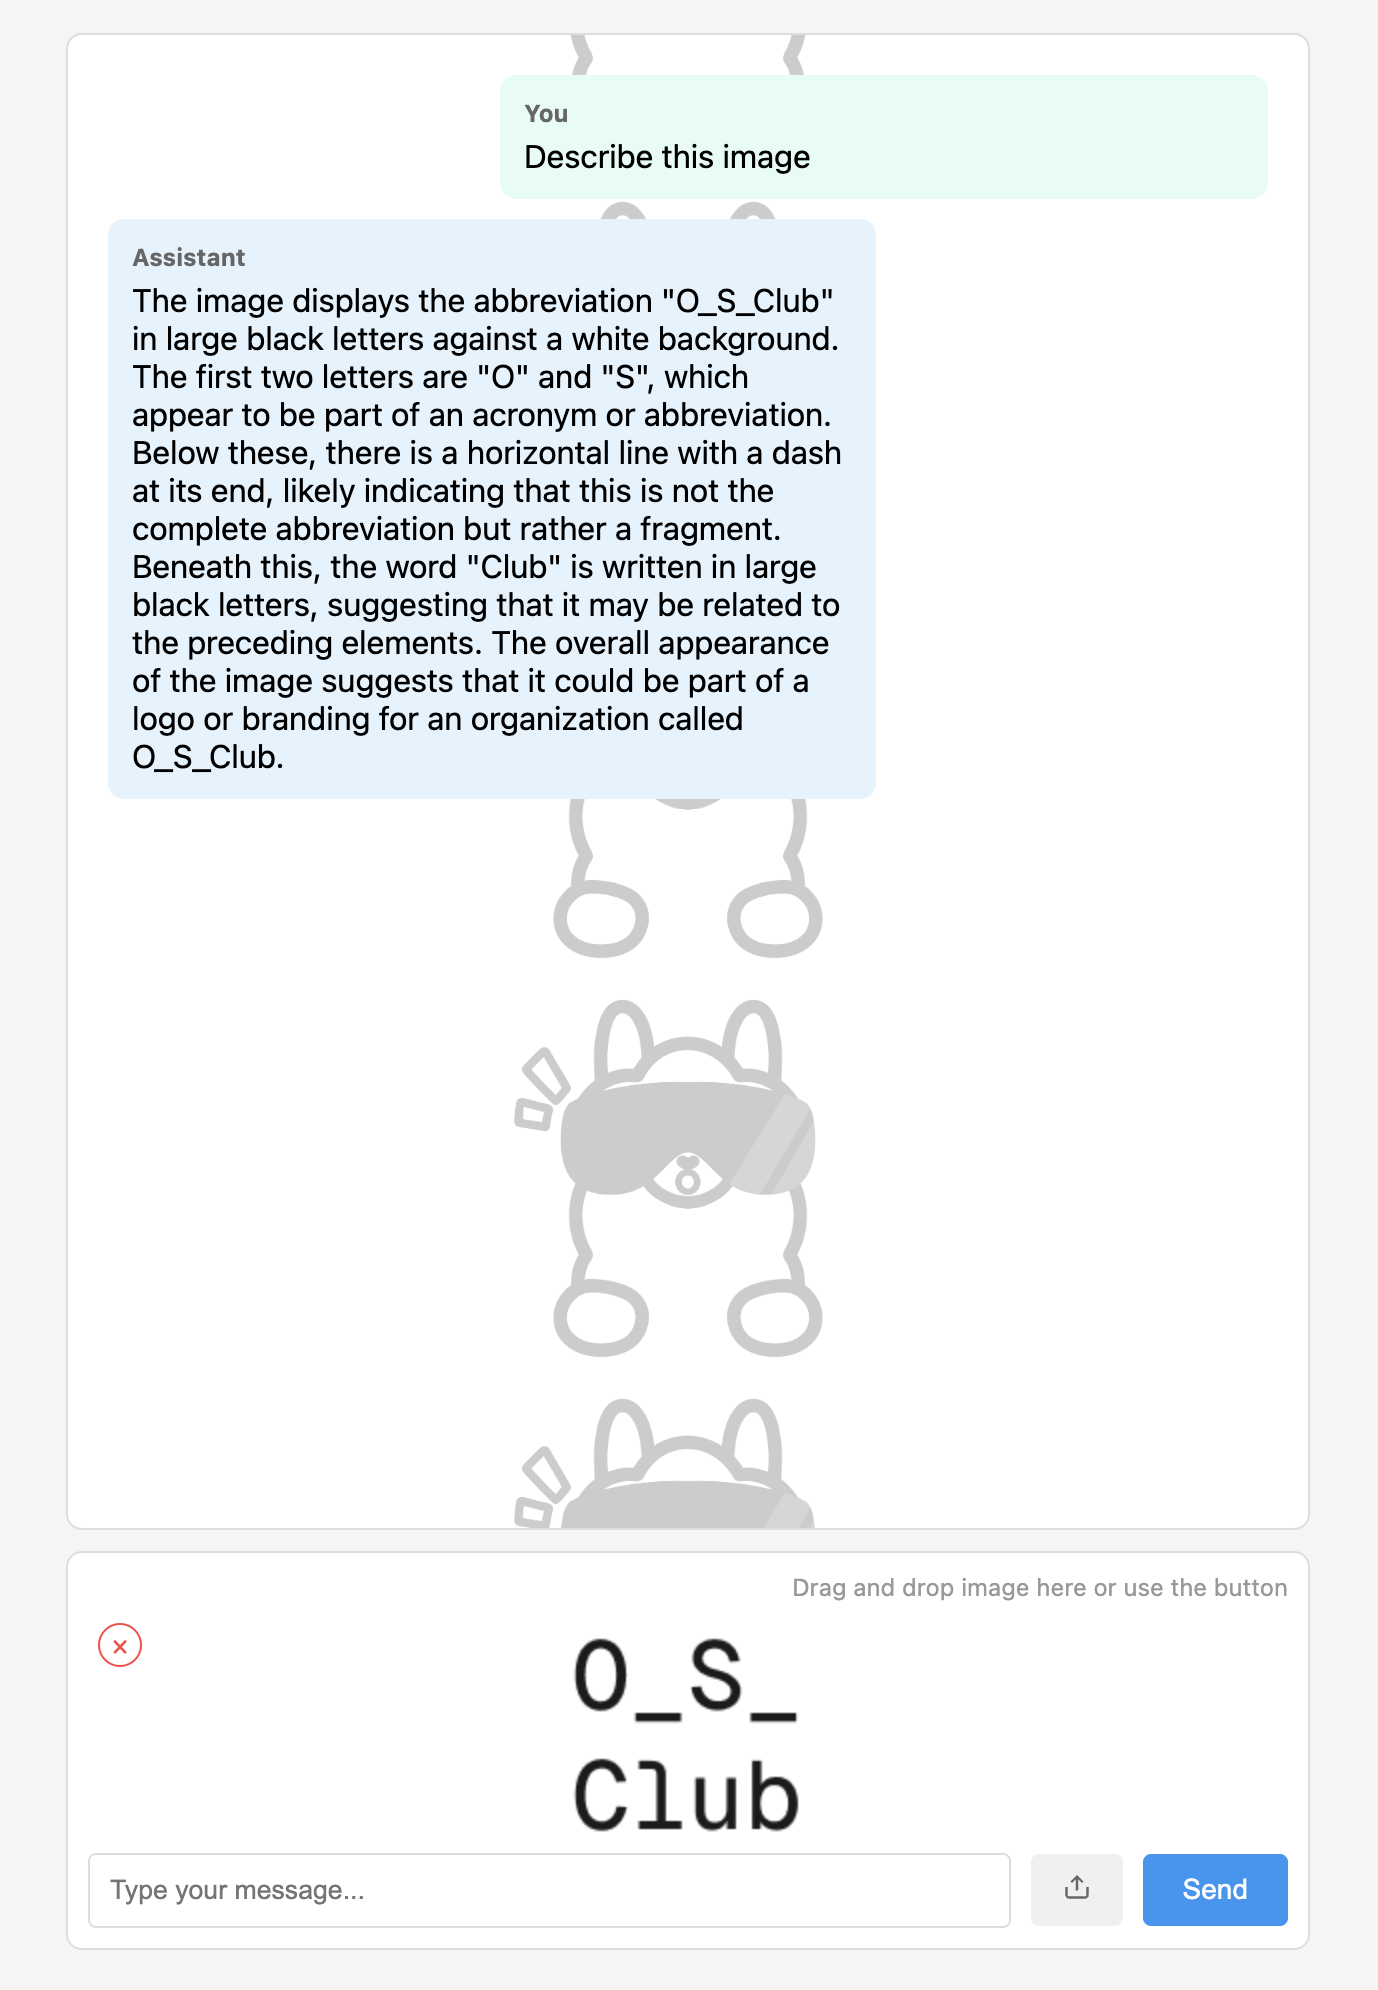 You
Describe this image
Assistant
The image displays the abbreviation "O_S_Club"
in large black letters against a white background.
The first two letters are "O" and "S", which
appear to be part of an acronym or abbreviation.
Below these, there is a horizontal line with a dash
at its end, likely indicating that this is not the
complete abbreviation but rather a fragment.
Beneath this, the word "Club" is written in large
black letters, suggesting that it may be related to
the preceding elements. The overall appearance
of the image suggests that it could be part of a
logo or branding for an organization called
O_S_Club.
Drag and drop image here or use the button
O_S_
Club
Type your message...
Send